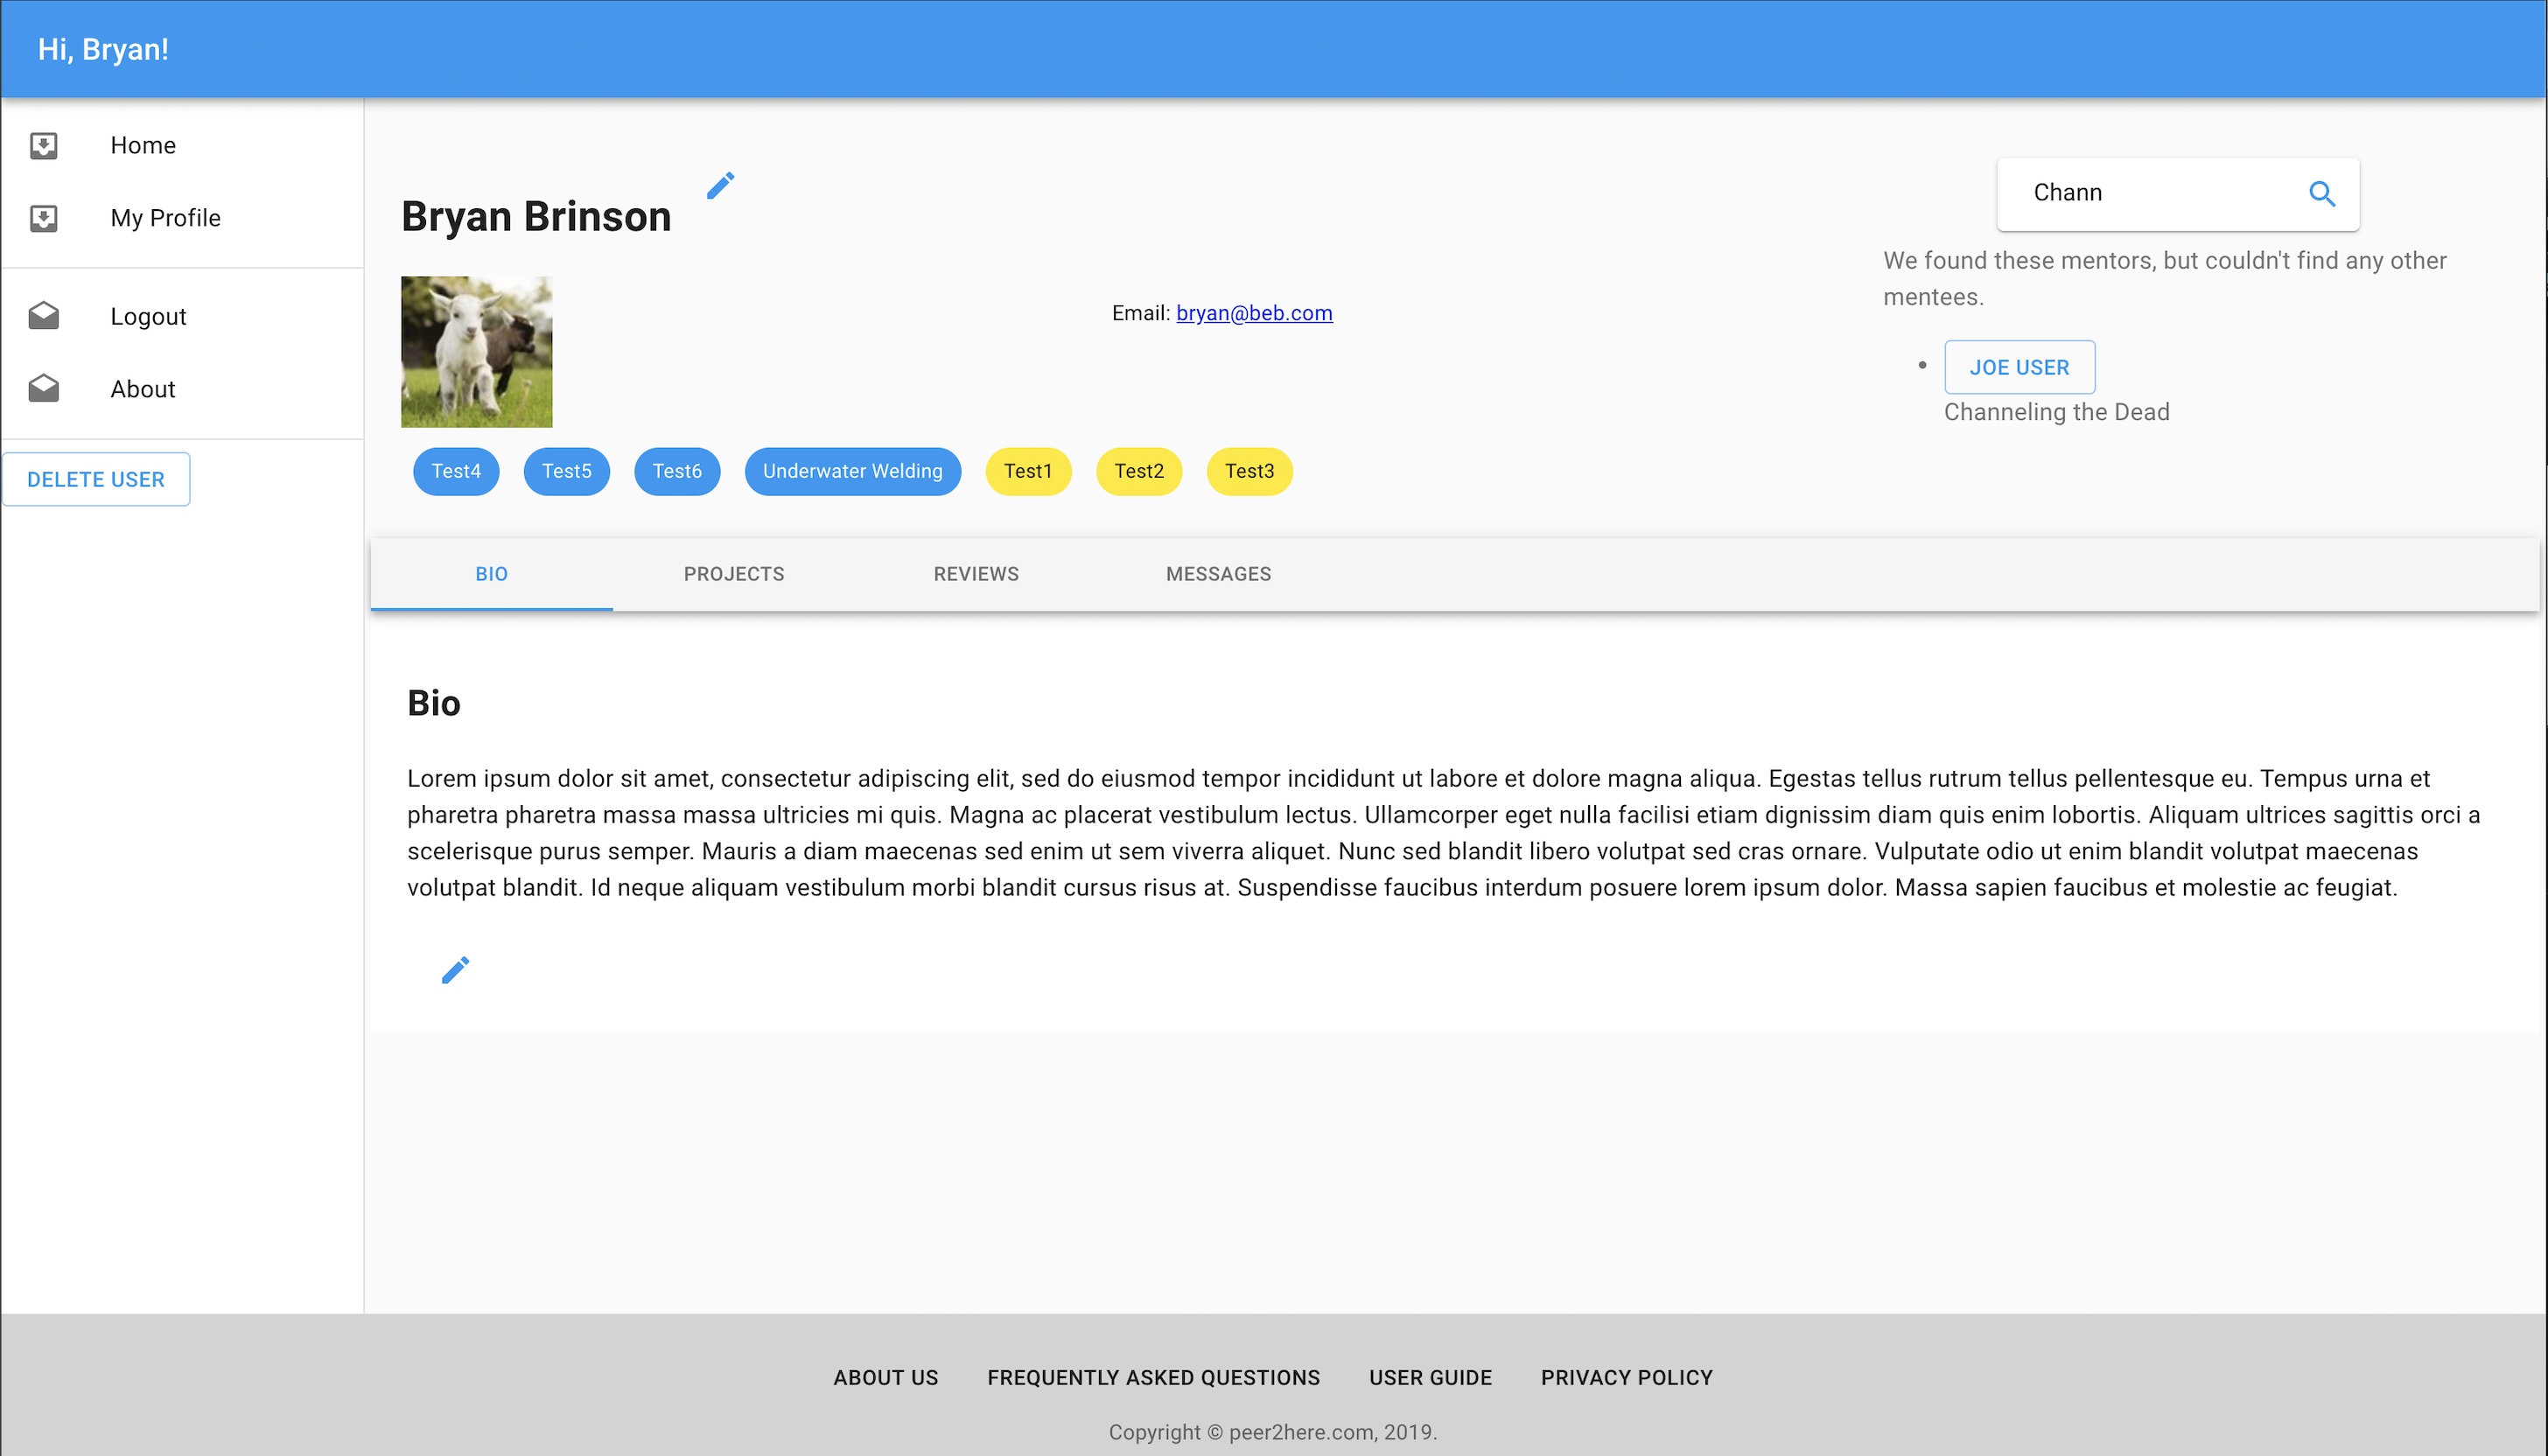 Hi, Bryan!
Home
My Profile
Logout
About
DELETE USER
Bryan Brinson
Email: bryan@beb.com
Test4 Test5 Test6 Underwater Welding Test1 Test2 Test3
Chann
We found these mentors, but couldn't find any other
mentees.
• JOE USER
Channeling the Dead
BIO PROJECTS REVIEWS MESSAGES
Bio
Lorem ipsum dolor sit amet, consectetur adipiscing elit, sed do eiusmod tempor incididunt ut labore et dolore magna aliqua. Egestas tellus rutrum tellus pellentesque eu. Tempus urna et
pharetra pharetra massa massa ultricies mi quis. Magna ac placerat vestibulum lectus. Ullamcorper eget nulla facilisi etiam dignissim diam quis enim lobortis. Aliquam ultrices sagittis orci a
scelerisque purus semper. Mauris a diam maecenas sed enim ut sem viverra aliquet. Nunc sed blandit libero volutpat sed cras ornare. Vulputate odio ut enim blandit volutpat maecenas
volutpat blandit. Id neque aliquam vestibulum morbi blandit cursus risus at. Suspendisse faucibus interdum posuere lorem ipsum dolor. Massa sapien faucibus et molestie ac feugiat.
ABOUT US FREQUENTLY ASKED QUESTIONS USER GUIDE PRIVACY POLICY
Copyright © peer2here.com, 2019.